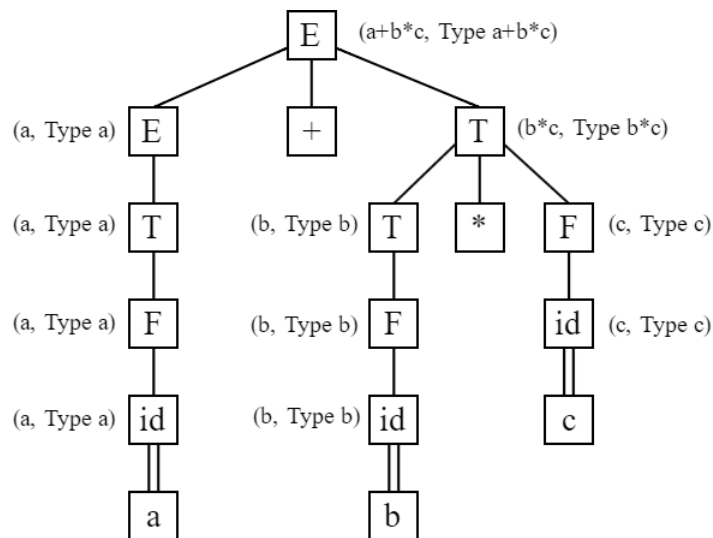 E (a+b*c, Type a+b*c)
(a, Type a) E + T (b*c, Type b*c)
(a, Type a) T (b, Type b) T * F (c, Type c)
(a, Type a) F (b, Type b) F id (c, Type c)
(a, Type a) id (b, Type b) id c
a b